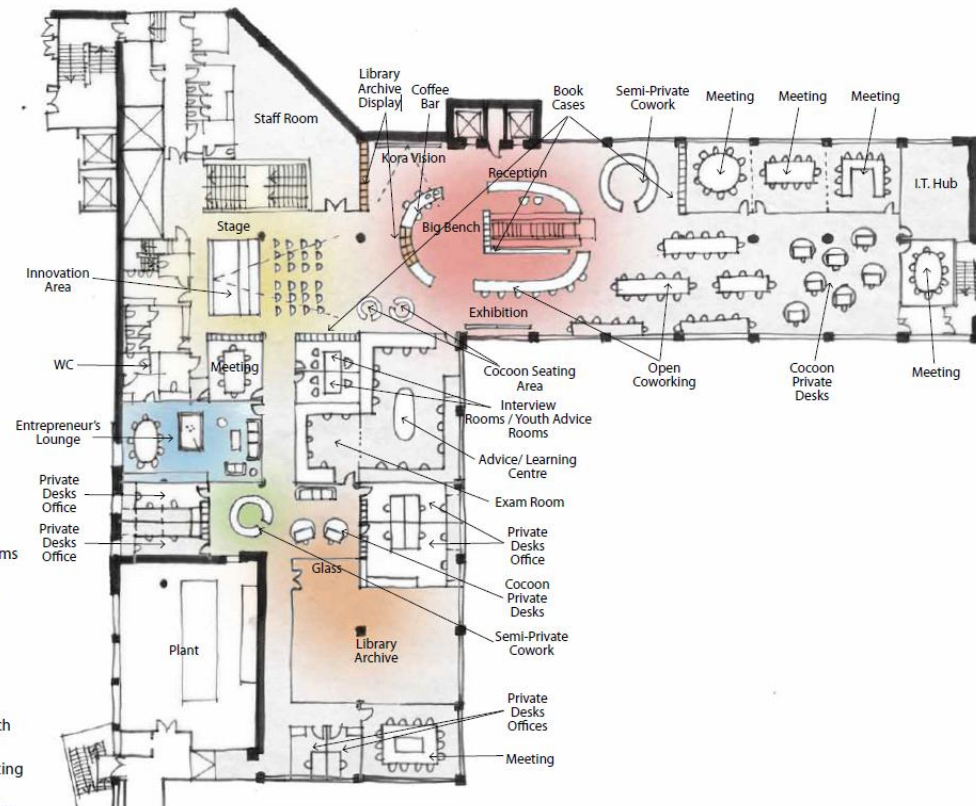 Library
Archive
Display
Coffee
Bar
Book
Cases
Semi-Private
Cowork
Meeting
Meeting
Meeting
Staff Room
Kora Vision
Reception
I.T. Hub
Stage
Big Bench
Innovation
Area
Exhibition
WC
Meeting
Cocoon Seating
Area
Open
Coworking
Cocoon
Private
Desks
Meeting
Interview
Rooms / Youth Advice
Rooms
Entrepreneur's
Lounge
Advice/ Learning
Centre
Private
Desks
Office
Exam Room
Private
Desks
Office
Private
Desks
Office
ms
Glass
Cocoon
Private
Desks
Plant
Library
Archive
Semi-Private
Cowork
Private
Desks
Offices
th
Meeting
ting